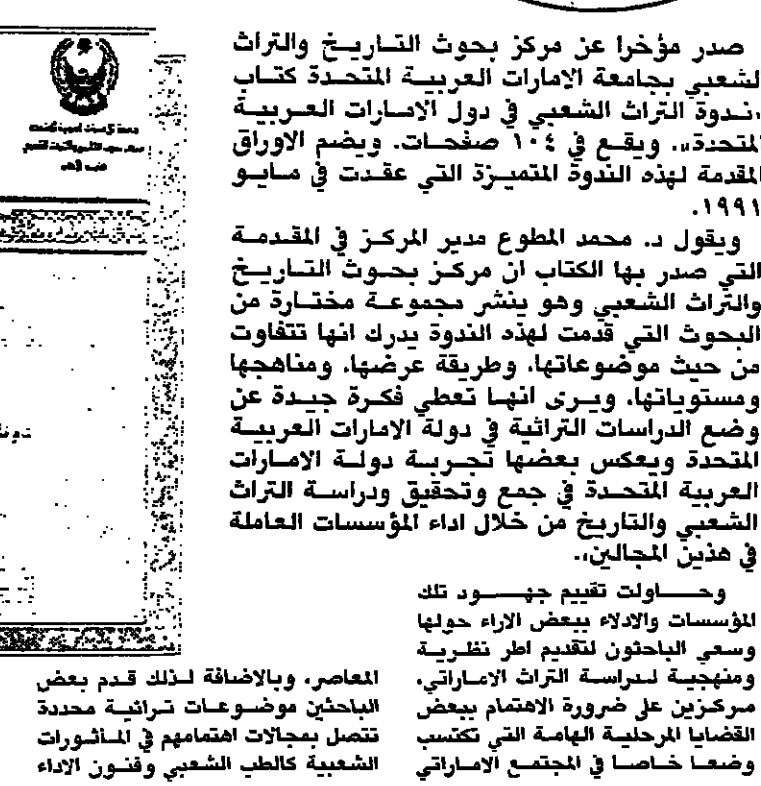 صدر مؤخرا عن مركز بحوث التاريخ والتراث
لشعبي بجامعة الامارات العربية المتحدة كتاب
«ندوة التراث الشعبي في دول الامارات العربية
لمتحدة». ويقع في ١٠٤ صفحات. ويضم الاوراق
المقدمة لهذه الندوة المتميزة التي عقدت في مايو
١٩٩١.
ويقول د. محمد المطوع مدير المركز في المقدمة
التي صدر بها الكتاب ان مركز بحوث التاريخ
والتراث الشعبي وهو ينشر مجموعة مختارة من
البحوث التي قدمت لهذه الندوة يدرك انها تتفاوت
من حيث موضوعاتها، وطريقة عرضها، ومناهجها
ومستوياتها، ويرى انها تعطي فكرة جيدة عن
وضع الدراسات التراثية في دولة الامارات العربية
المتحدة ويعكس بعضها تجربة دولة الامارات
العربية المتحدة في جمع وتحقيق ودراسة التراث
الشعبي والتاريخ من خلال اداء المؤسسات العاملة
في هذين المجالين».
وحاولت تقييم جهود تلك
المؤسسات والادلاء ببعض الاراء حولها
وسعي الباحثون لتقديم اطر نظرية
ومنهجية لدراسة التراث الاماراتي،
مركزين على ضرورة الاهتمام ببعض
القضايا المرحلية الهامة التي تكتسب
وضعا خاصا في المجتمع الاماراتي
المعاصر، وبالاضافة لذلك قدم بعض
الباحثين موضوعات تراثية محددة
تتصل بمجالات اهتمامهم في الماثورات
الشعبية كالطب الشعبي وفنون الاداء